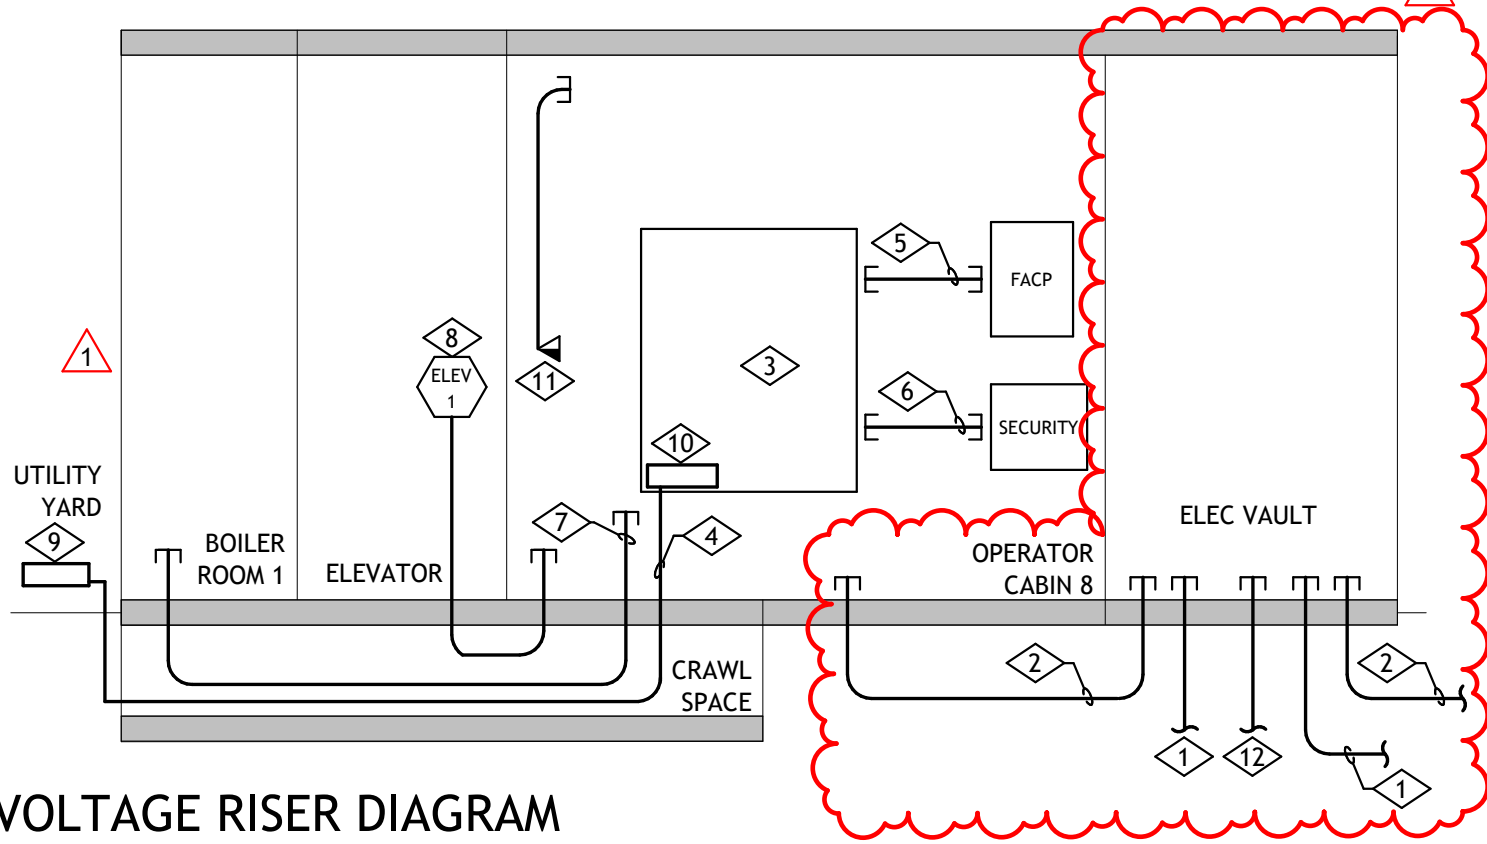 5
FACP
1
8
ELEV
1
11
3
6
SECURITY
10
UTILITY
YARD
9
BOILER
ROOM 1
ELEVATOR
7
4
OPERATOR
CABIN 8
ELEC VAULT
CRAWL
SPACE
2
2
1
12
1
VOLTAGE RISER DIAGRAM